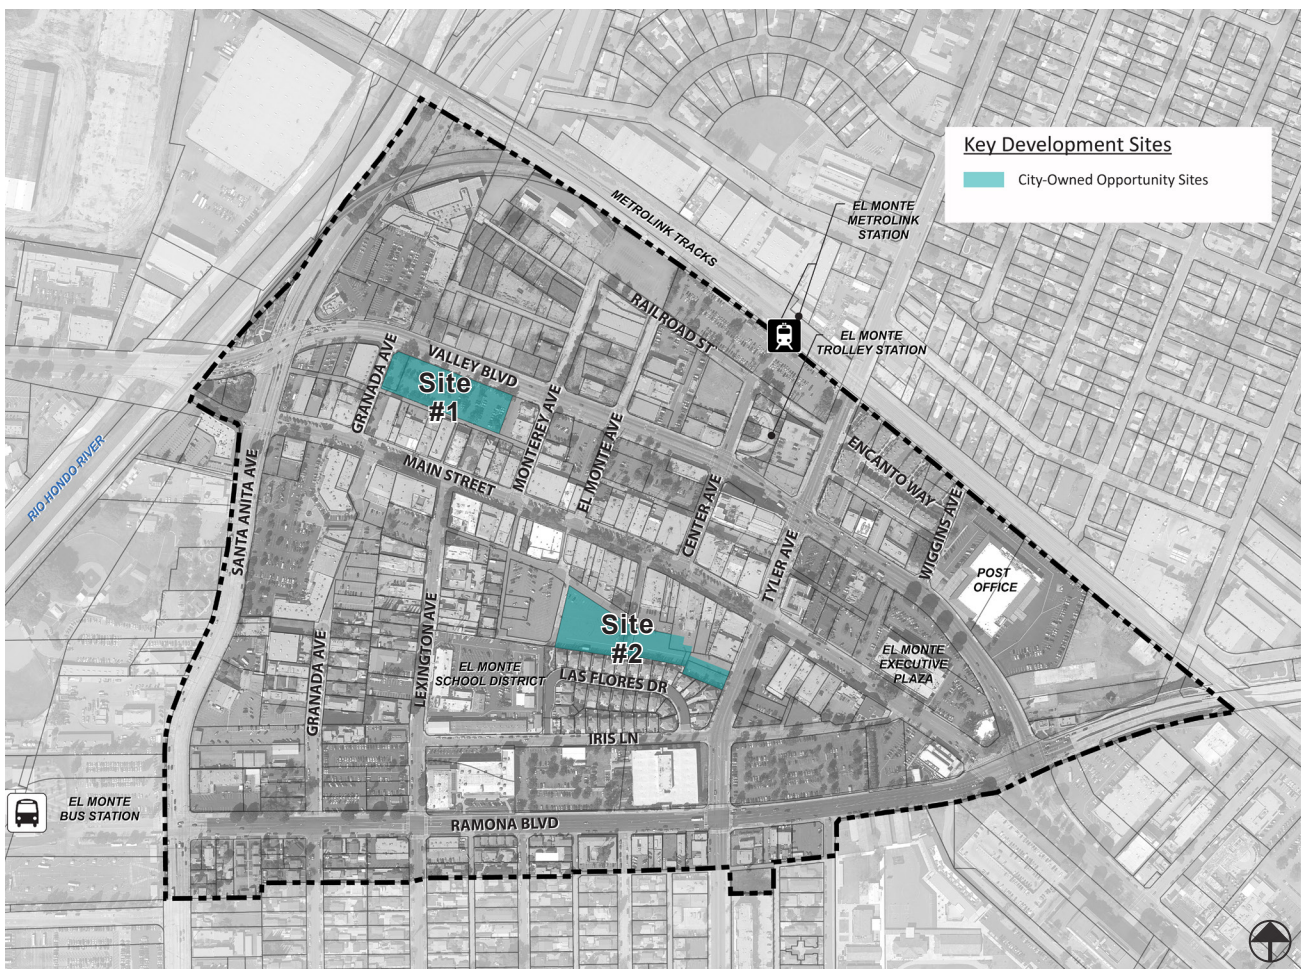 Key Development Sites
City-Owned Opportunity Sites
EL MONTE
METROLINK
STATION
METROLINK TRACKS
RAILROAD ST
EL MONTE
TROLLEY STATION
VALLEY BLVD
GRANADA AVE
Site
#1
MONTEREY AVE
EL MONTE AVE
MAIN STREET
ENCANTO WAY
RIO HONDO RIVER
SANTA ANITA AVE
CENTER AVE
WIGGINS AVE
TYLER AVE
POST
OFFICE
LEXINGTON AVE
Site
#2
GRANADA AVE
EL MONTE
SCHOOL DISTRICT
LAS FLORES DR
EL MONTE
EXECUTIVE
PLAZA
IRIS LN
EL MONTE
BUS STATION
RAMONA BLVD